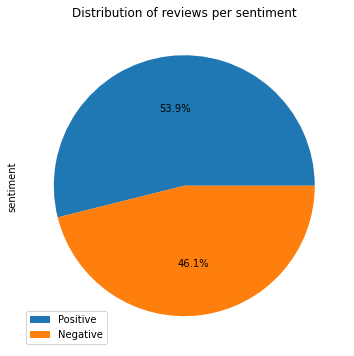 Distribution of reviews per sentiment
53.9%
sentiment
46.1%
Positive
Negative